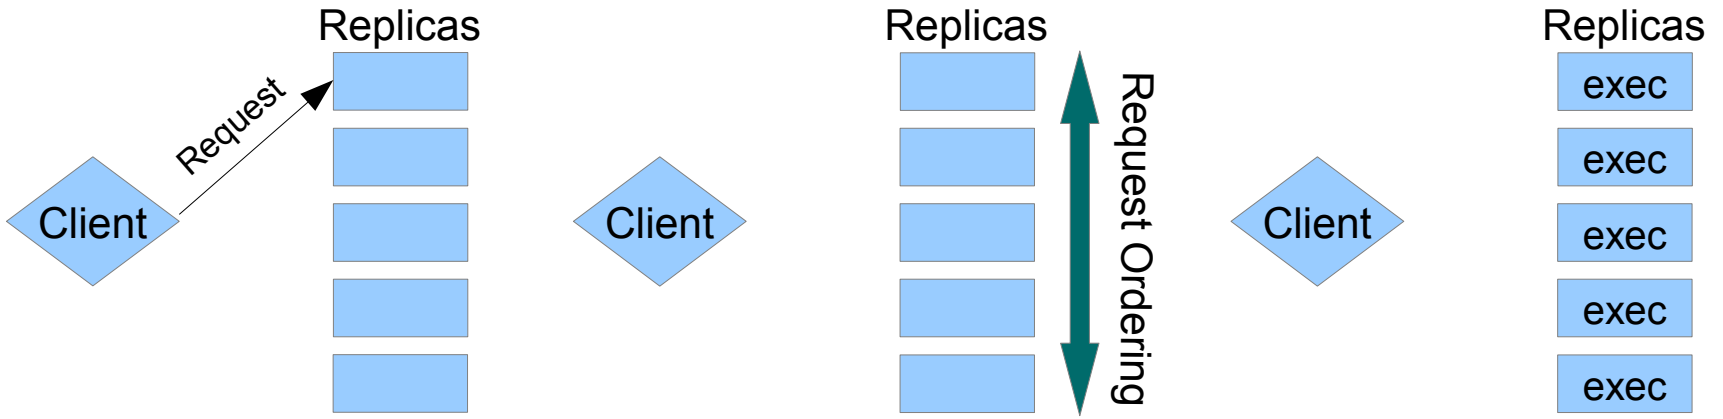 Replicas
Request
Client
Replicas
Client
Request Ordering
Replicas
Client
exec
exec
exec
exec
exec